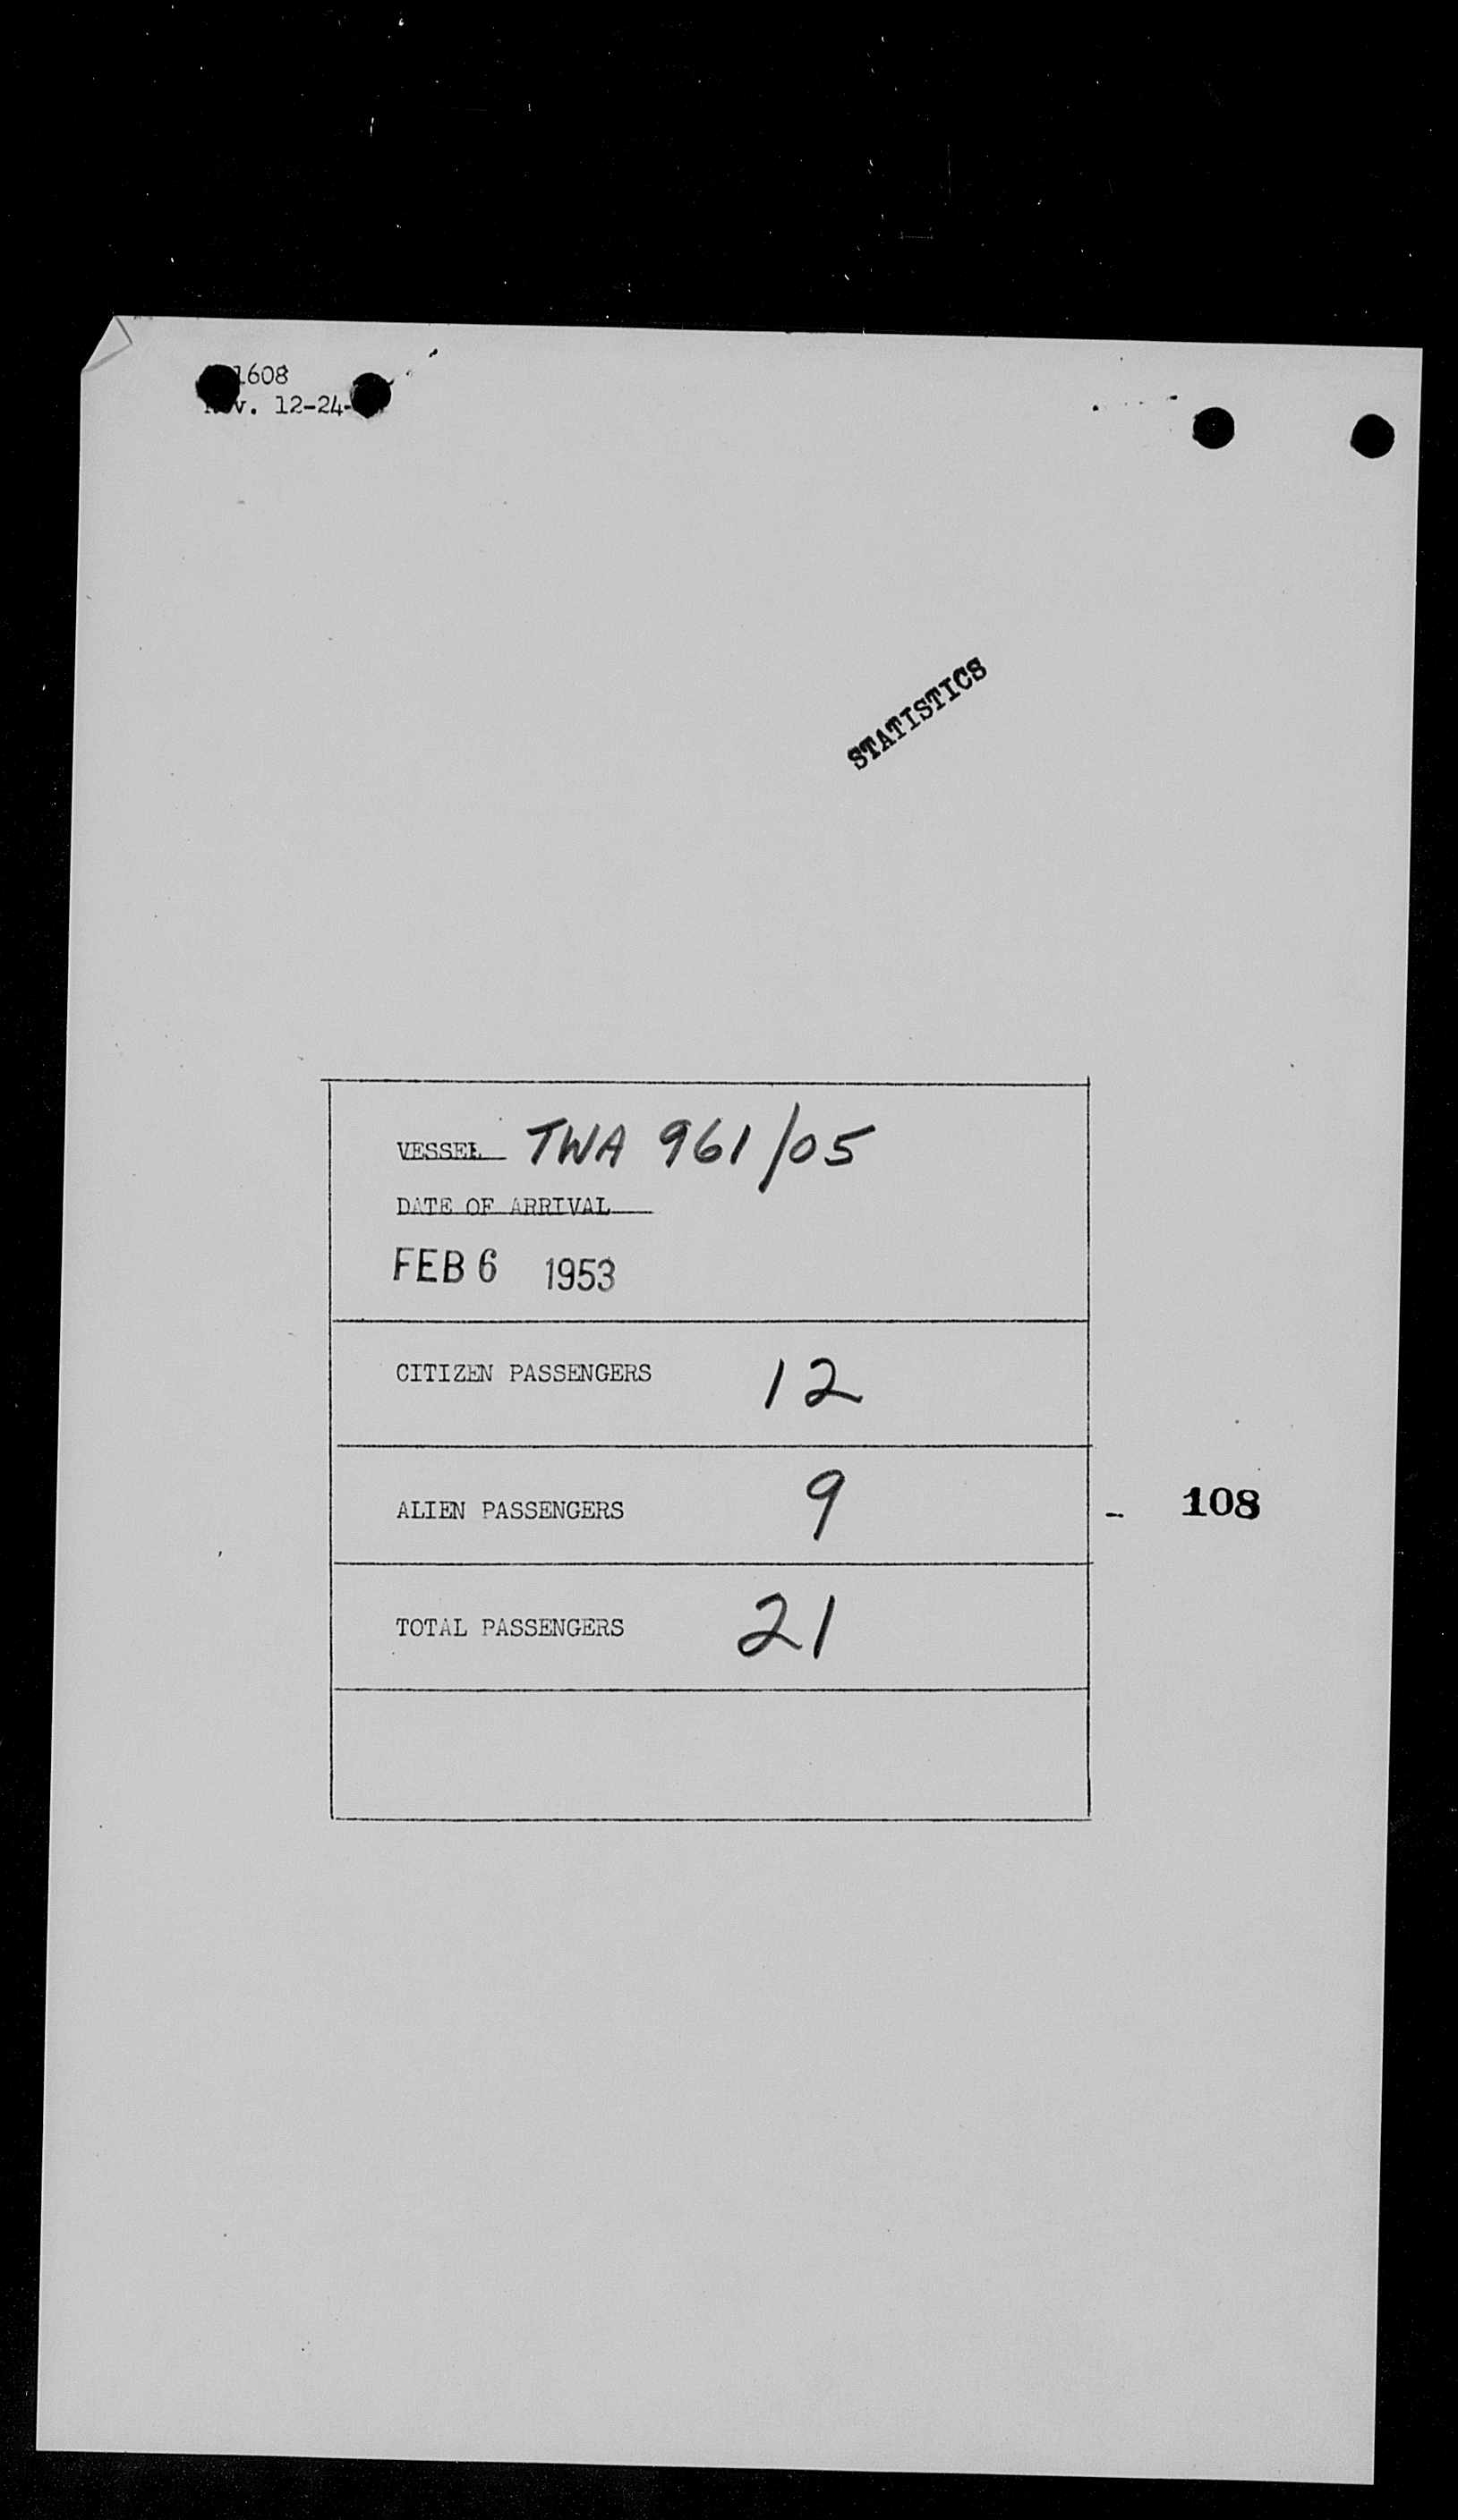 1608
12-24-
STATISTICS
VESSEL TWA 961/05
DATE OF ARRIVAL
FEB 6 1953
CITIZEN PASSENGERS 12
ALIEN PASSENGERS 9
- 108
TOTAL PASSENGERS 21